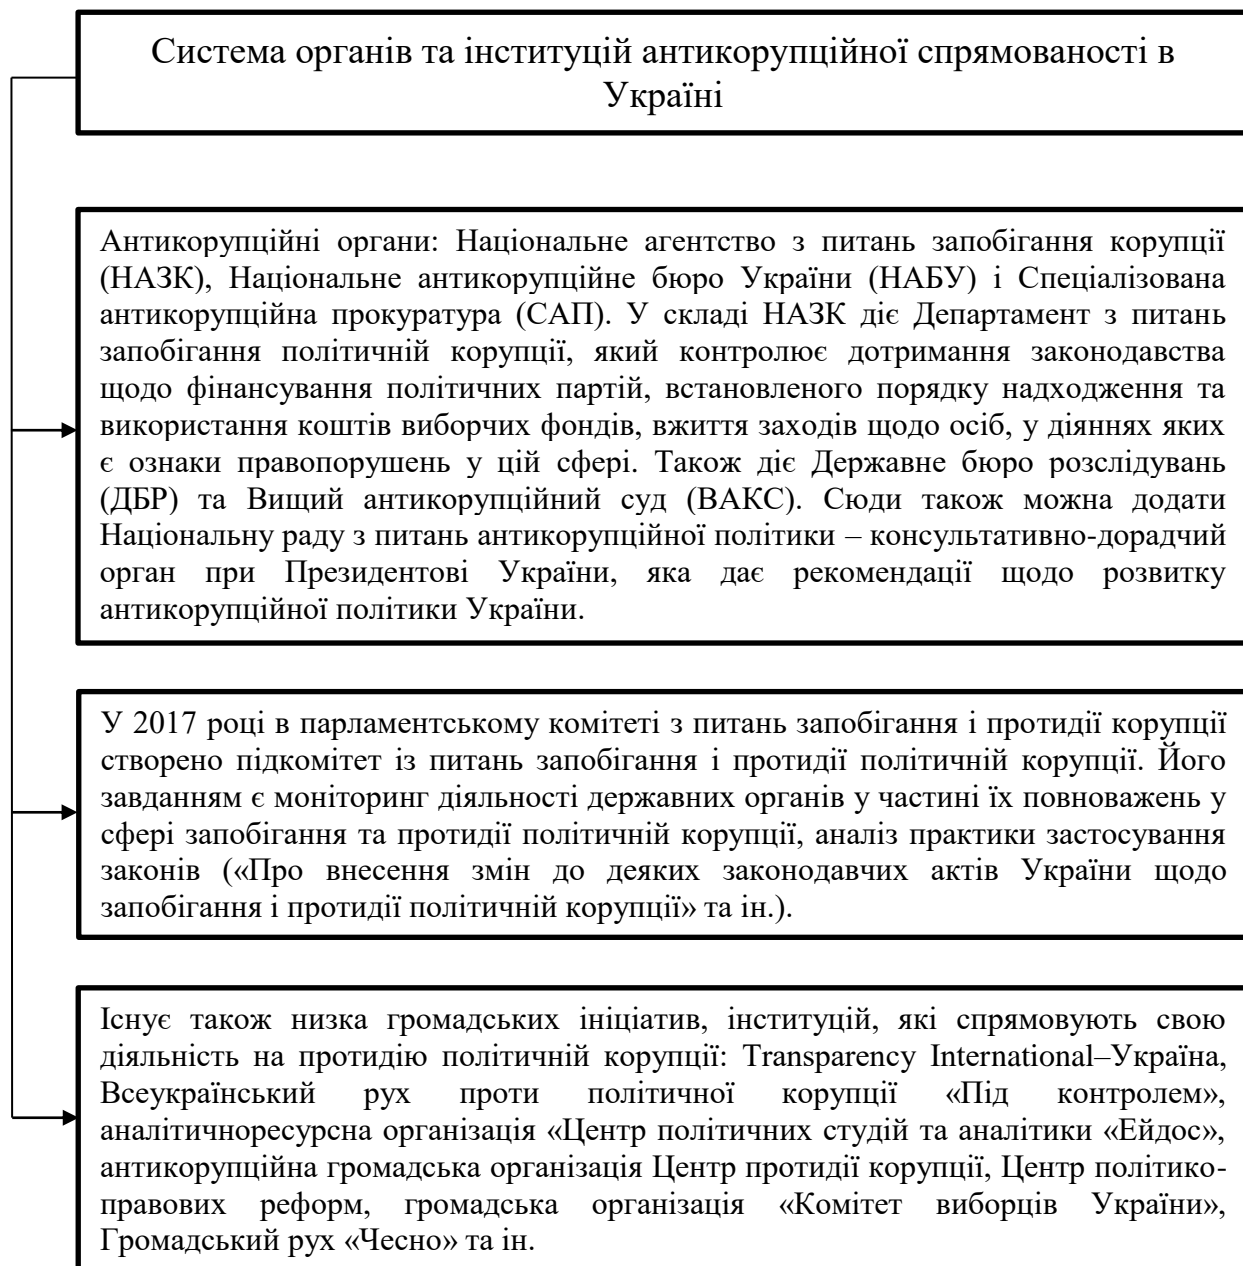 Система органів та інституцій антикорупційної спрямованості в
Україні
Антикорупційні органи: Національне агентство з питань запобігання корупції
(НАЗК), Національне антикорупційне бюро України (НАБУ) і Спеціалізована
антикорупційна прокуратура (САП). У складі НАЗК діє Департамент з питань
запобігання політичній корупції, який контролює дотримання законодавства
щодо фінансування політичних партій, встановленого порядку надходження та
використання коштів виборчих фондів, вжиття заходів щодо осіб, у діяннях яких
є ознаки правопорушень у цій сфері. Також діє Державне бюро розслідувань
(ДБР) та Вищий антикорупційний суд (ВАКС). Сюди також можна додати
Національну раду з питань антикорупційної політики – консультативно-дорадчий
орган при Президентові України, яка дає рекомендації щодо розвитку
антикорупційної політики України.
У 2017 році в парламентському комітеті з питань запобігання і протидії корупції
створено підкомітет із питань запобігання і протидії політичній корупції. Його
завданням є моніторинг діяльності державних органів у частині їх повноважень у
сфері запобігання та протидії політичній корупції, аналіз практики застосування
законів («Про внесення змін до деяких законодавчих актів України щодо
запобігання і протидії політичній корупції» та ін.).
Існує також низка громадських ініціатив, інституцій, які спрямовують свою
діяльність на протидію політичній корупції: Transparency International–Україна,
Всеукраїнський рух проти політичної корупції «Під контролем»,
аналітичноресурсна організація «Центр політичних студій та аналітики «Ейдос»,
антикорупційна громадська організація Центр протидії корупції, Центр політико-
правових реформ, громадська організація «Комітет виборців України»,
Громадський рух «Чесно» та ін.